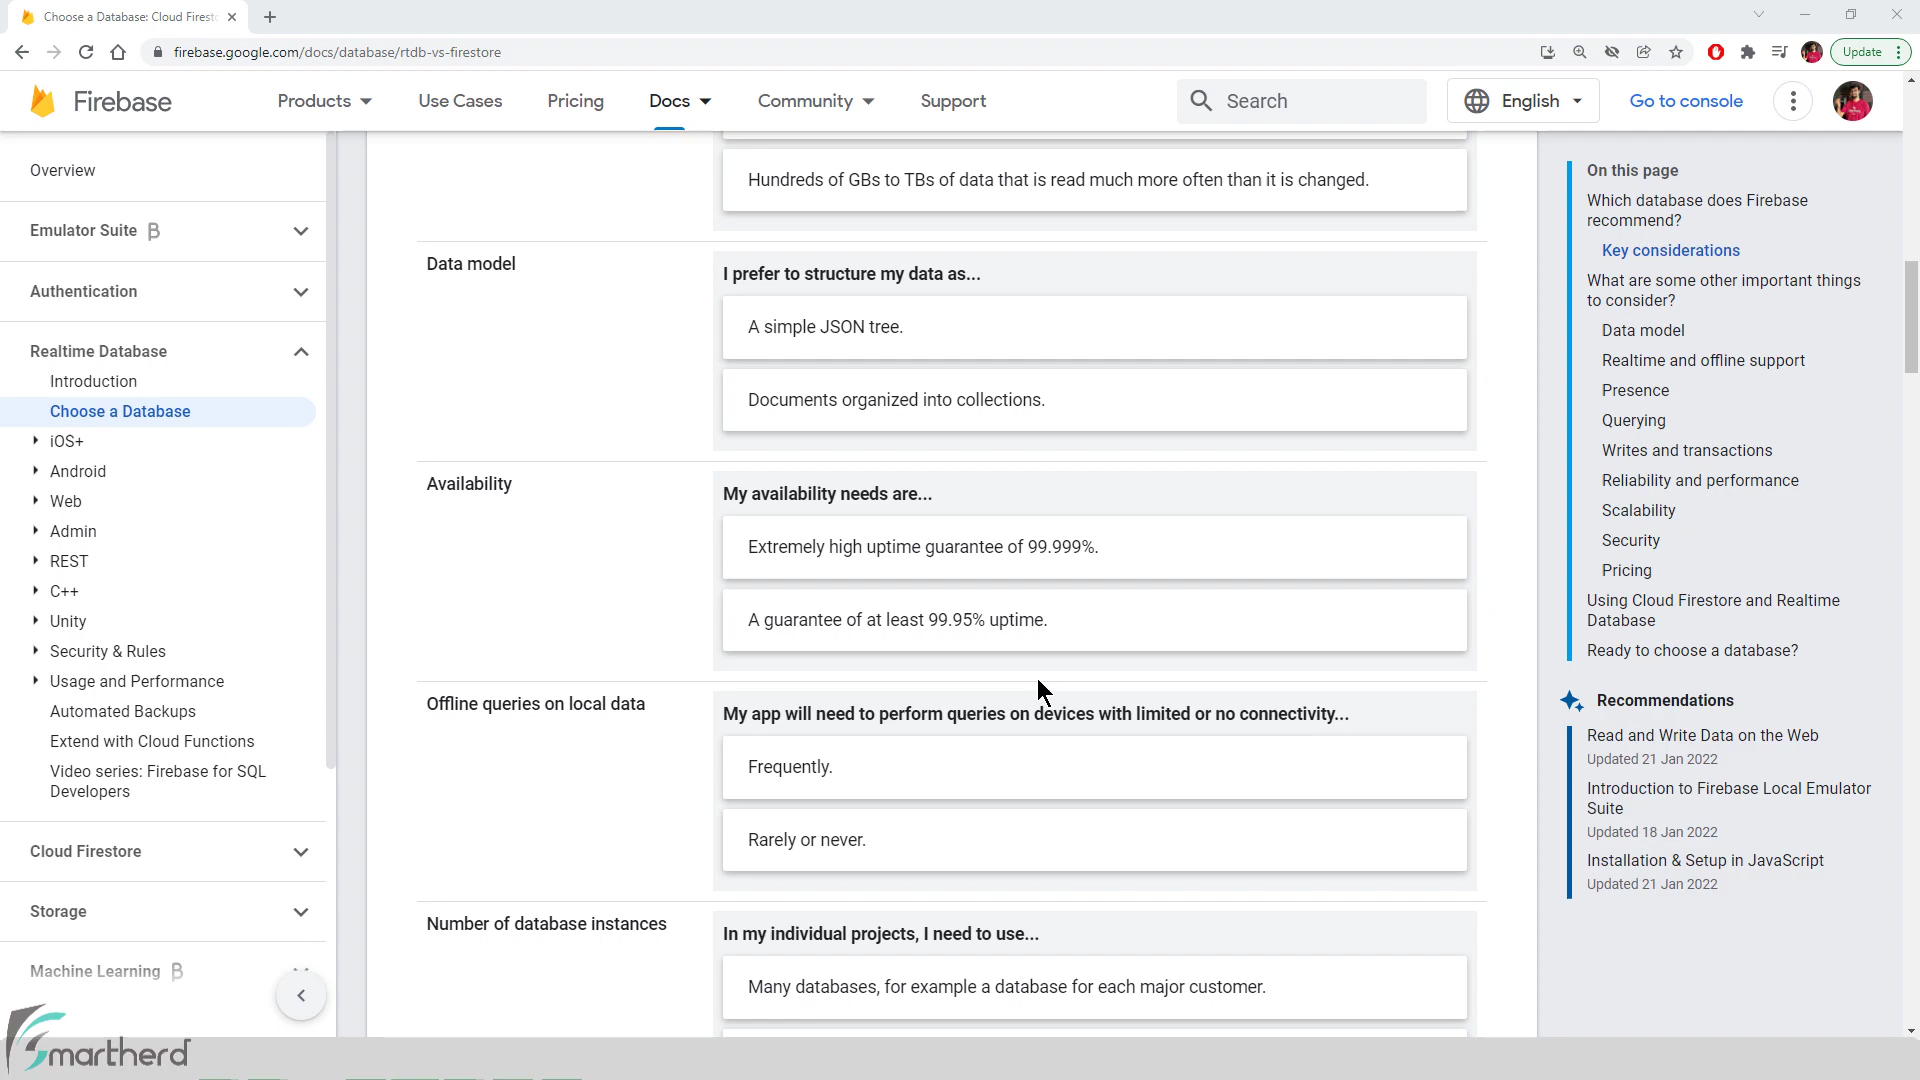 Choose a Database: Cloud Firest
firebase.google.com/docs/database/rtdb-vs-firestore
Update
Firebase
Products
Use Cases
Pricing
Docs
Community
Support
Search
English
Go to console
Overview
Emulator Suite β
Authentication
Realtime Database
Introduction
Choose a Database
iOS+
Android
Web
Admin
REST
C++
Unity
Security & Rules
Usage and Performance
Automated Backups
Extend with Cloud Functions
Video series: Firebase for SQL
Developers
Cloud Firestore
Storage
Machine Learning β
Hundreds of GBs to TBs of data that is read much more often than it is changed.
Data model
I prefer to structure my data as...
A simple JSON tree.
Documents organized into collections.
Availability
My availability needs are...
Extremely high uptime guarantee of 99.999%.
A guarantee of at least 99.95% uptime.
Offline queries on local data
My app will need to perform queries on devices with limited or no connectivity...
Frequently.
Rarely or never.
Number of database instances
In my individual projects, I need to use...
Many databases, for example a database for each major customer.
On this page
Which database does Firebase
recommend?
Key considerations
What are some other important things
to consider?
Data model
Realtime and offline support
Presence
Querying
Writes and transactions
Reliability and performance
Scalability
Security
Pricing
Using Cloud Firestore and Realtime
Database
Ready to choose a database?
Recommendations
Read and Write Data on the Web
Updated 21 Jan 2022
Introduction to Firebase Local Emulator
Suite
Updated 18 Jan 2022
Installation & Setup in JavaScript
Updated 21 Jan 2022
Smartherd